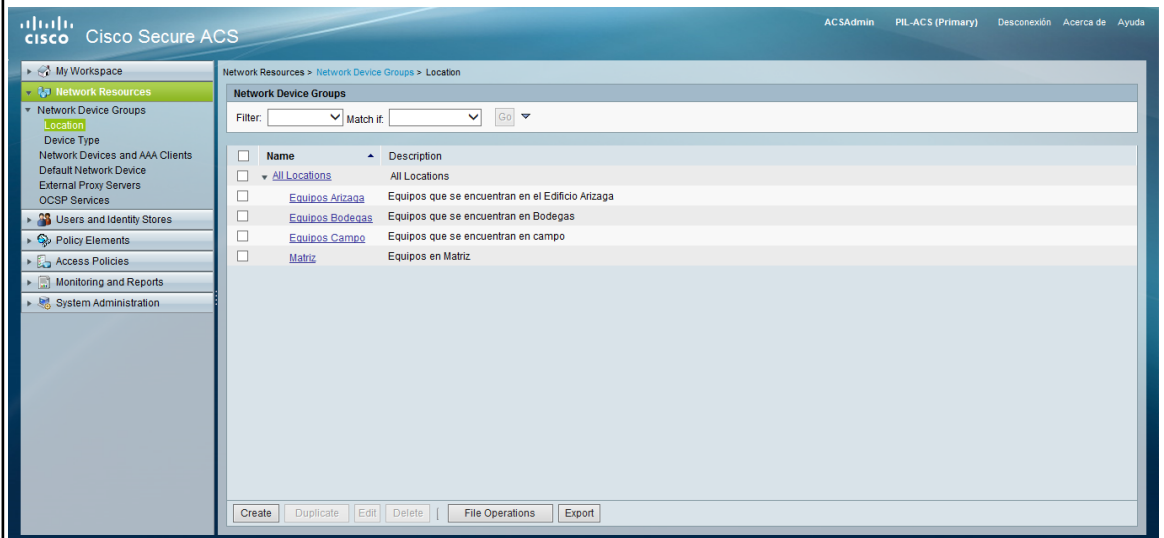 CISCO Cisco Secure ACS
ACSAdmin PIL-ACS (Primary) Desconexión Acerca de Ayuda
My Workspace
Network Resources
Network Device Groups
Location
Device Type
Network Devices and AAA Clients
Default Network Device
External Proxy Servers
OCSP Services
Users and Identity Stores
Policy Elements
Access Policies
Monitoring and Reports
System Administration
Network Resources > Network Device Groups > Location
Network Device Groups
Filter: Match if: Go
Name Description
All Locations All Locations
Equipos Arizaga Equipos que se encuentran en el Edificio Arizaga
Equipos Bodegas Equipos que se encuentran en Bodegas
Equipos Campo Equipos que se encuentran en campo
Matriz Equipos en Matriz
Create Duplicate Edit Delete | File Operations Export